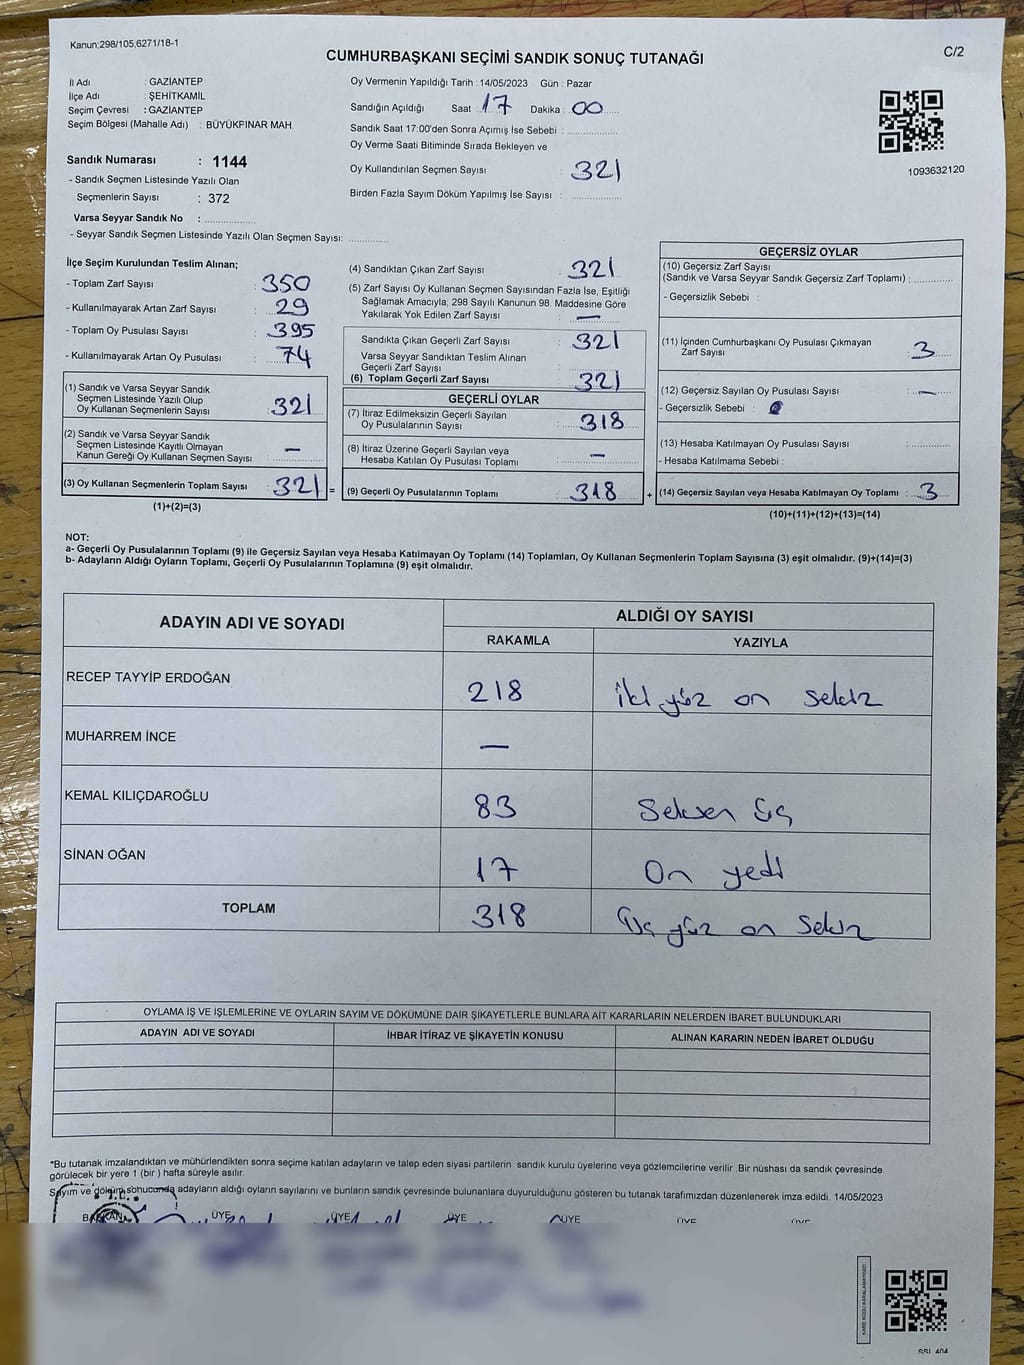 Kanun;298/105,6271/18-1
CUMHURBAŞKANI SEÇİMİ SANDIK SONUÇ TUTANAĞI
C/2
İl Adı : GAZİANTEP
İlçe Adı : ŞEHİTKAMİL
Seçim Çevresi : GAZİANTEP
Seçim Bölgesi (Mahalle Adı) : BÜYÜKPINAR MAH.
Oy Vermenin Yapıldığı Tarih : 14/05/2023 Gün : Pazar
Sandığın Açıldığı Saat 17 Dakika : 00
Sandık Saat 17:00'den Sonra Açımış İse Sebebi :
Oy Verme Saati Bitiminde Sırada Bekleyen ve
Oy Kullandırılan Seçmen Sayısı : 321
Birden Fazla Sayım Döküm Yapılmış İse Sayısı :
1093632120
Sandık Numarası : 1144
- Sandık Seçmen Listesinde Yazılı Olan
Seçmenlerin Sayısı : 372
Varsa Seyyar Sandık No :
- Seyyar Sandık Seçmen Listesinde Yazılı Olan Seçmen Sayısı:
İlçe Seçim Kurulundan Teslim Alınan;
- Toplam Zarf Sayısı : 350
- Kullanılmayarak Artan Zarf Sayısı : 29
- Toplam Oy Pusulası Sayısı : 395
- Kullanılmayarak Artan Oy Pusulası : 74
(1) Sandık ve Varsa Seyyar Sandık
Seçmen Listesinde Yazılı Olup
Oy Kullanan Seçmenlerin Sayısı : 321
(2) Sandık ve Varsa Seyyar Sandık
Seçmen Listesinde Kayıtlı Olmayan
Kanun Gereği Oy Kullanan Seçmen Sayısı : —
(3) Oy Kullanan Seçmenlerin Toplam Sayısı : 321 =
(1)+(2)=(3)
(4) Sandıktan Çıkan Zarf Sayısı : 321
(5) Zarf Sayısı Oy Kullanan Seçmen Sayısından Fazla İse, Eşitliği
Sağlamak Amacıyla; 298 Sayılı Kanunun 98. Maddesine Göre
Yakılarak Yok Edilen Zarf Sayısı : —
Sandıkta Çıkan Geçerli Zarf Sayısı : 321
Varsa Seyyar Sandıktan Teslim Alınan
Geçerli Zarf Sayısı :
(6) Toplam Geçerli Zarf Sayısı : 321
GEÇERLİ OYLAR
(7) İtiraz Edilmeksizin Geçerli Sayılan
Oy Pusulalarının Sayısı : 318
(8) İtiraz Üzerine Geçerli Sayılan veya
Hesaba Katılan Oy Pusulası Toplamı : —
(9) Geçerli Oy Pusulalarının Toplamı : 318 +
GEÇERSİZ OYLAR
(10) Geçersiz Zarf Sayısı
(Sandık ve Varsa Seyyar Sandık Geçersiz Zarf Toplamı) :
- Geçersizlik Sebebi :
(11) İçinden Cumhurbaşkanı Oy Pusulası Çıkmayan
Zarf Sayısı : 3
(12) Geçersiz Sayılan Oy Pusulası Sayısı : —
- Geçersizlik Sebebi :
(13) Hesaba Katılmayan Oy Pusulası Sayısı :
- Hesaba Katılmama Sebebi :
(14) Geçersiz Sayılan veya Hesaba Katılmayan Oy Toplamı : 3
(10)+(11)+(12)+(13)=(14)
NOT:
a- Geçerli Oy Pusulalarının Toplamı (9) ile Geçersiz Sayılan veya Hesaba Katılmayan Oy Toplamı (14) Toplamları, Oy Kullanan Seçmenlerin Toplam Sayısına (3) eşit olmalıdır. (9)+(14)=(3)
b- Adayların Aldığı Oyların Toplamı, Geçerli Oy Pusulalarının Toplamına (9) eşit olmalıdır.
ADAYIN ADI VE SOYADI ALDIĞI OY SAYISI
RAKAMLA YAZIYLA
RECEP TAYYİP ERDOĞAN 218 iki yüz on sekiz
MUHARREM İNCE —
KEMAL KILIÇDAROĞLU 83 Seksen üç
SİNAN OĞAN 17 On yedi
TOPLAM 318 Üç yüz on sekiz
OYLAMA İŞ VE İŞLEMLERİNE VE OYLARIN SAYIM VE DÖKÜMÜNE DAİR ŞİKAYETLERLE BUNLARA AİT KARARLARIN NELERDEN İBARET BULUNDUKLARI
ADAYIN ADI VE SOYADI İHBAR İTİRAZ VE ŞİKAYETİN KONUSU ALINAN KARARIN NEDEN İBARET OLDUĞU
*Bu tutanak imzalandıktan ve mühürlendikten sonra seçime katılan adayların ve talep eden siyasi partilerin sandık kurulu üyelerine veya gözlemcilerine verilir .Bir nüshası da sandık çevresinde
görülecek bir yere 1 (bir ) hafta süreyle asılır.
Sayım ve döküm sonucunda adayların aldığı oyların sayılarını ve bunların sandık çevresinde bulunanlara duyurulduğunu gösteren bu tutanak tarafımızdan düzenlenerek imza edildi. 14/05/2023
BAŞKAN ÜYE ÜYE ÜYE ÜYE ÜYE ÜYE